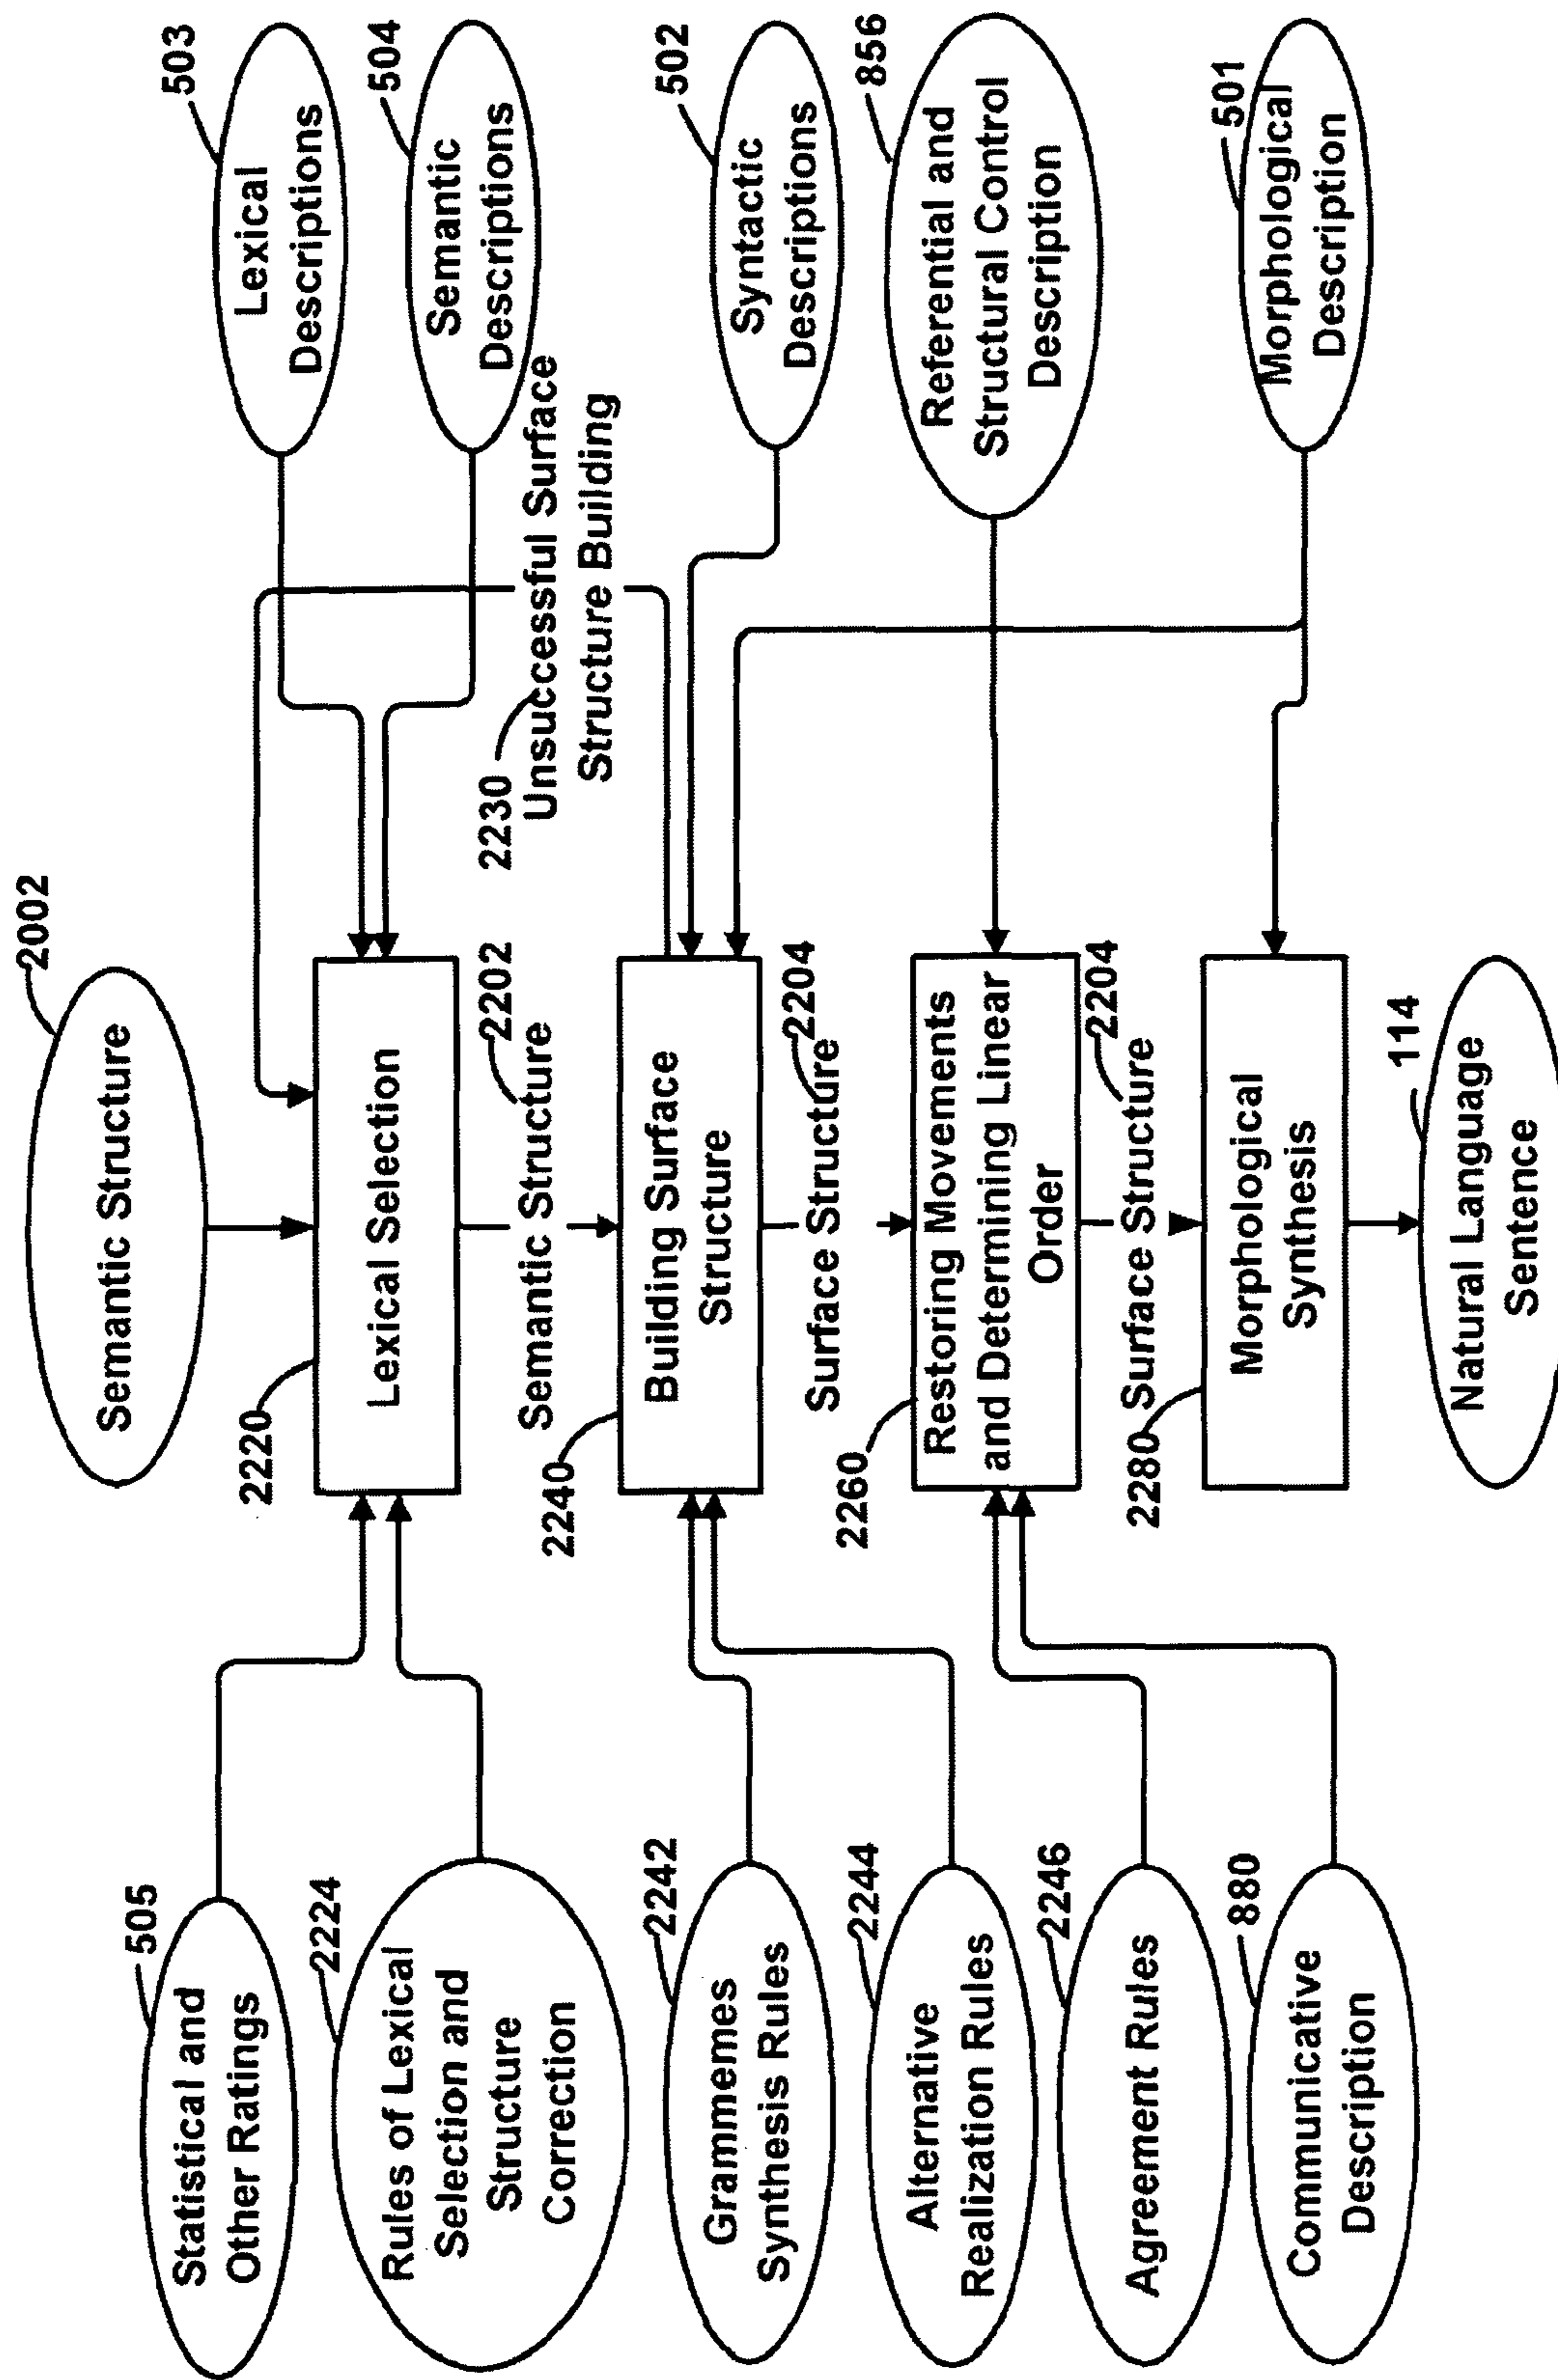 2002
Semantic Structure
505
Statistical and
Other Ratings
503
Lexical
Descriptions
2220
Lexical Selection
2224
Rules of Lexical
Selection and
Structure
Correction
504
Semantic
Descriptions
2202
Semantic Structure
2230
Unsuccessful Surface
Structure Building
2240
Building Surface
Structure
2242
Grammemes
Synthesis Rules
502
Syntactic
Descriptions
2204
Surface Structure
2244
Alternative
Realization Rules
2260
Restoring Movements
and Determining Linear
Order
856
Referential and
Structural Control
Description
2246
Agreement Rules
2204
Surface Structure
2280
Morphological
Synthesis
501
Morphological
Description
880
Communicative
Description
114
Natural Language
Sentence